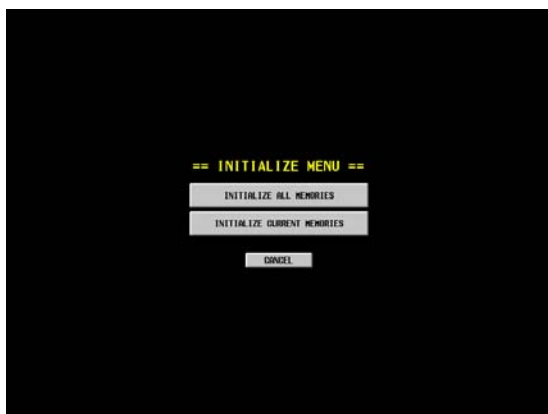 == INITIALIZE MENU ==
INITIALIZE ALL MEMORIES
INITIALIZE CURRENT MEMORIES
CANCEL